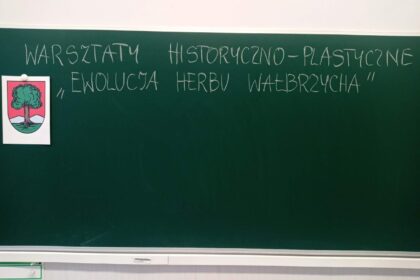 WARSZTATY HISTORYCZNO-PLASTYCZNE
„EWOLUCJA HERBU WAŁBRZYCHA"